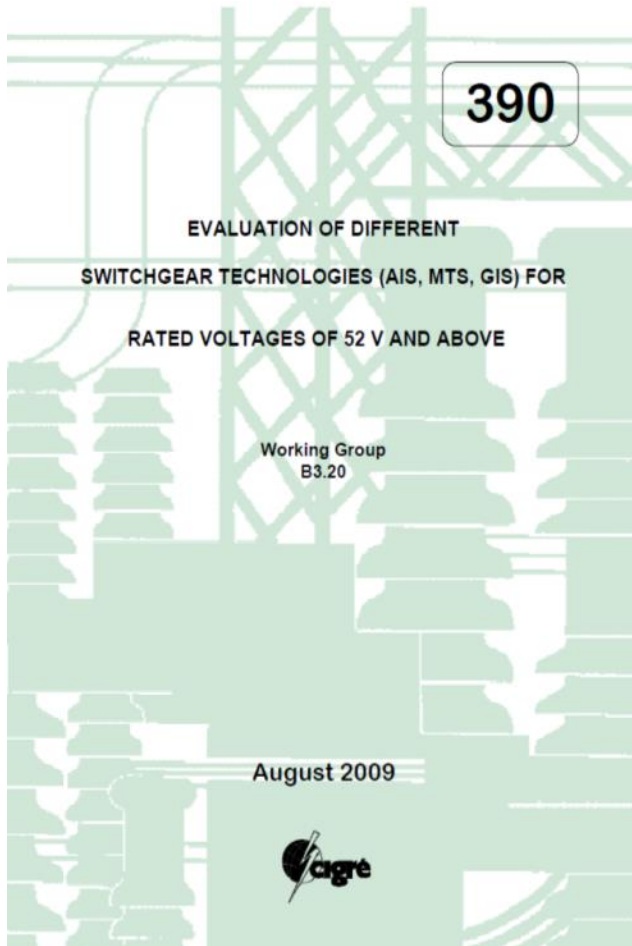 390
EVALUATION OF DIFFERENT
SWITCHGEAR TECHNOLOGIES (AIS, MTS, GIS) FOR
RATED VOLTAGES OF 52 V AND ABOVE
Working Group
B3.20
August 2009
cigré